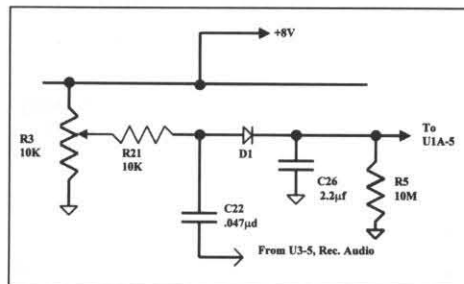 +8V
R3
10K
R21
10K
D1
To
U1A-5
C26
2.2µf
R5
10M
C22
.047µd
From U3-5, Rec. Audio